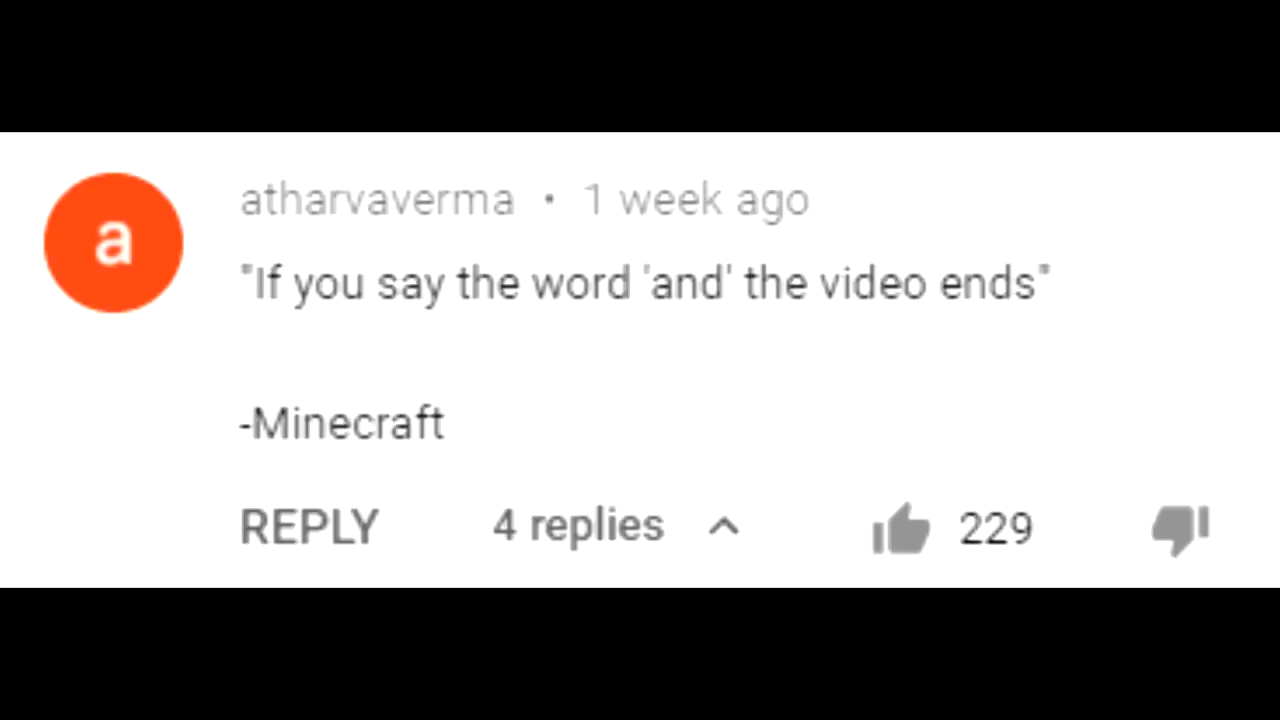 a
atharvaverma • 1 week ago
"If you say the word 'and' the video ends"
-Minecraft
REPLY 4 replies 229